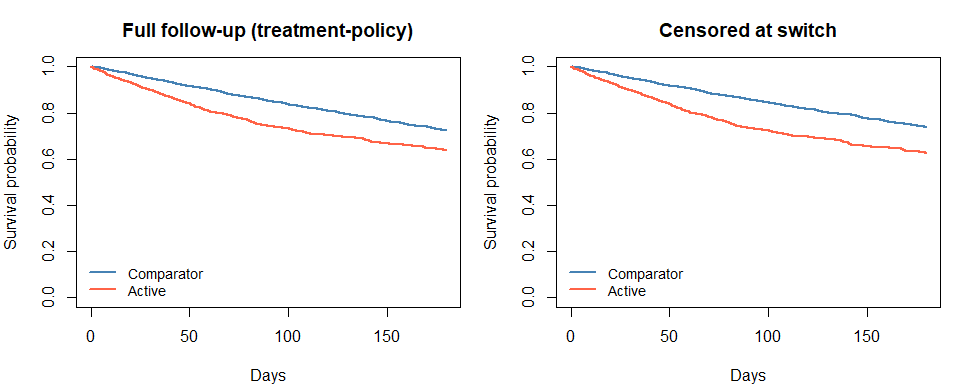 Full follow-up (treatment-policy)
Survival probability
1.0
0.8
0.6
0.4
0.2
0.0
Comparator
Active
0
50
100
150
Days
Censored at switch
Survival probability
1.0
0.8
0.6
0.4
0.2
0.0
Comparator
Active
0
50
100
150
Days